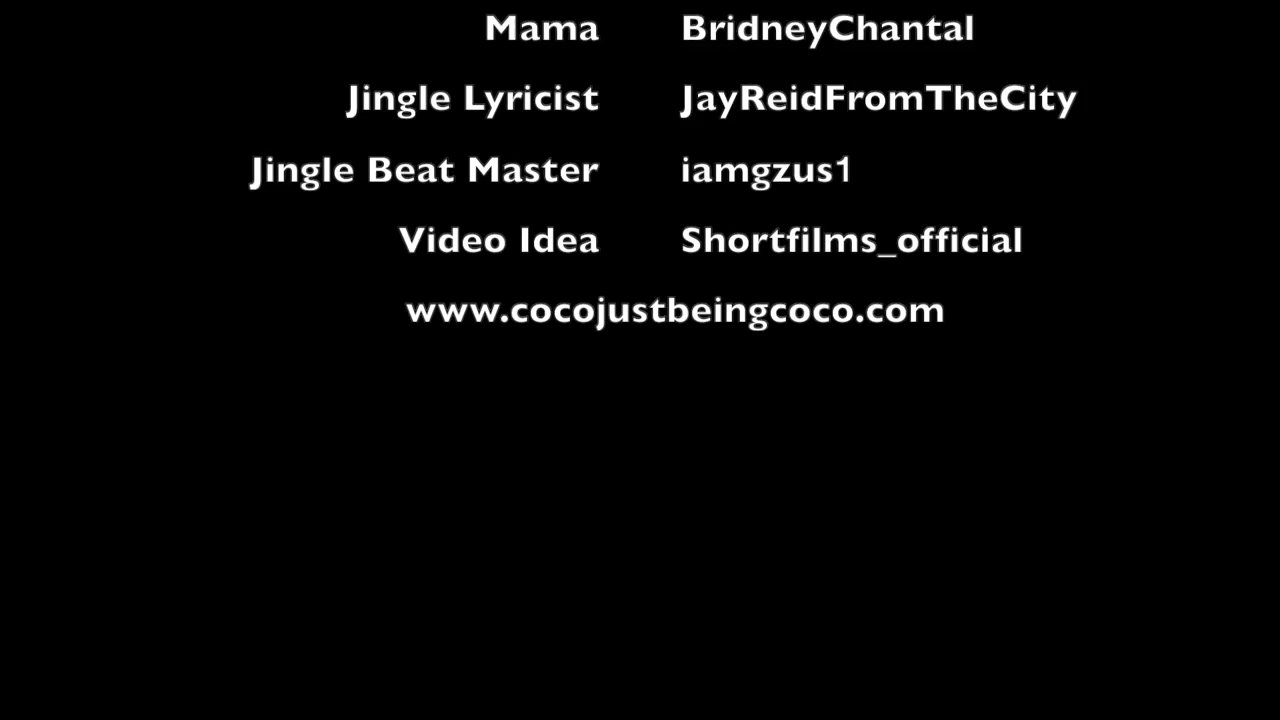 Mama BridneyChantal
Jingle Lyricist JayReidFromTheCity
Jingle Beat Master iamgzus1
Video Idea Shortfilms_official
www.cocojustbeingcoco.com